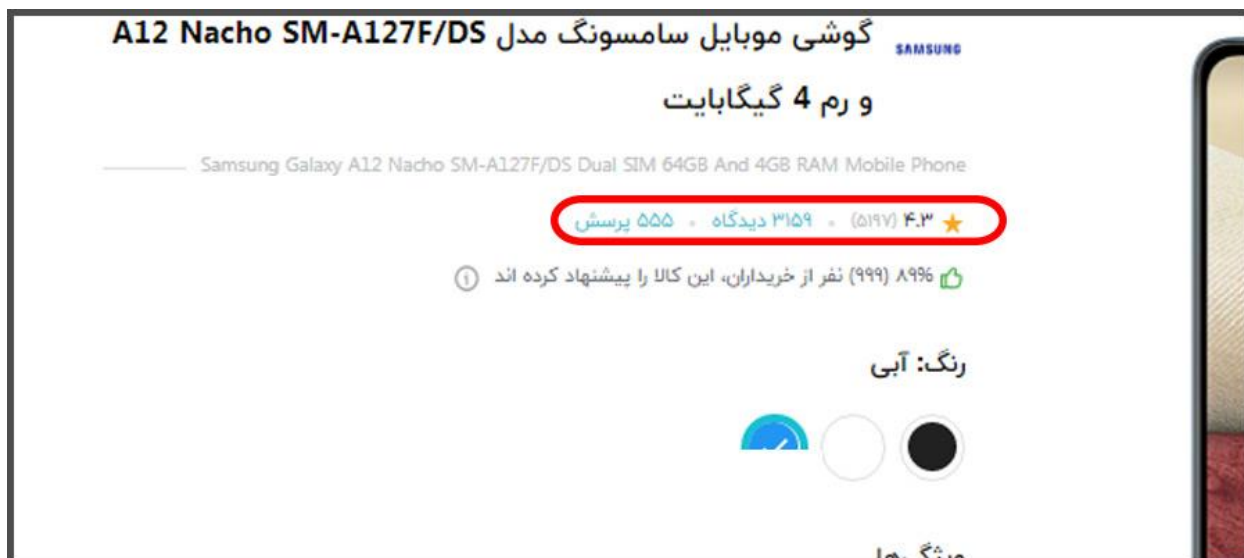 SAMSUNG
گوشی موبایل سامسونگ مدل A12 Nacho SM-A127F/DS
و رم 4 گیگابایت
Samsung Galaxy A12 Nacho SM-A127F/DS Dual SIM 64GB And 4GB RAM Mobile Phone
۴.۳ (۵۱۹۷) • ۳۱۵۹ دیدگاه • ۵۵۵ پرسش
۸۹% (۹۹۹) نفر از خریداران، این کالا را پیشنهاد کرده اند
رنگ: آبی
ویژگی‌ها